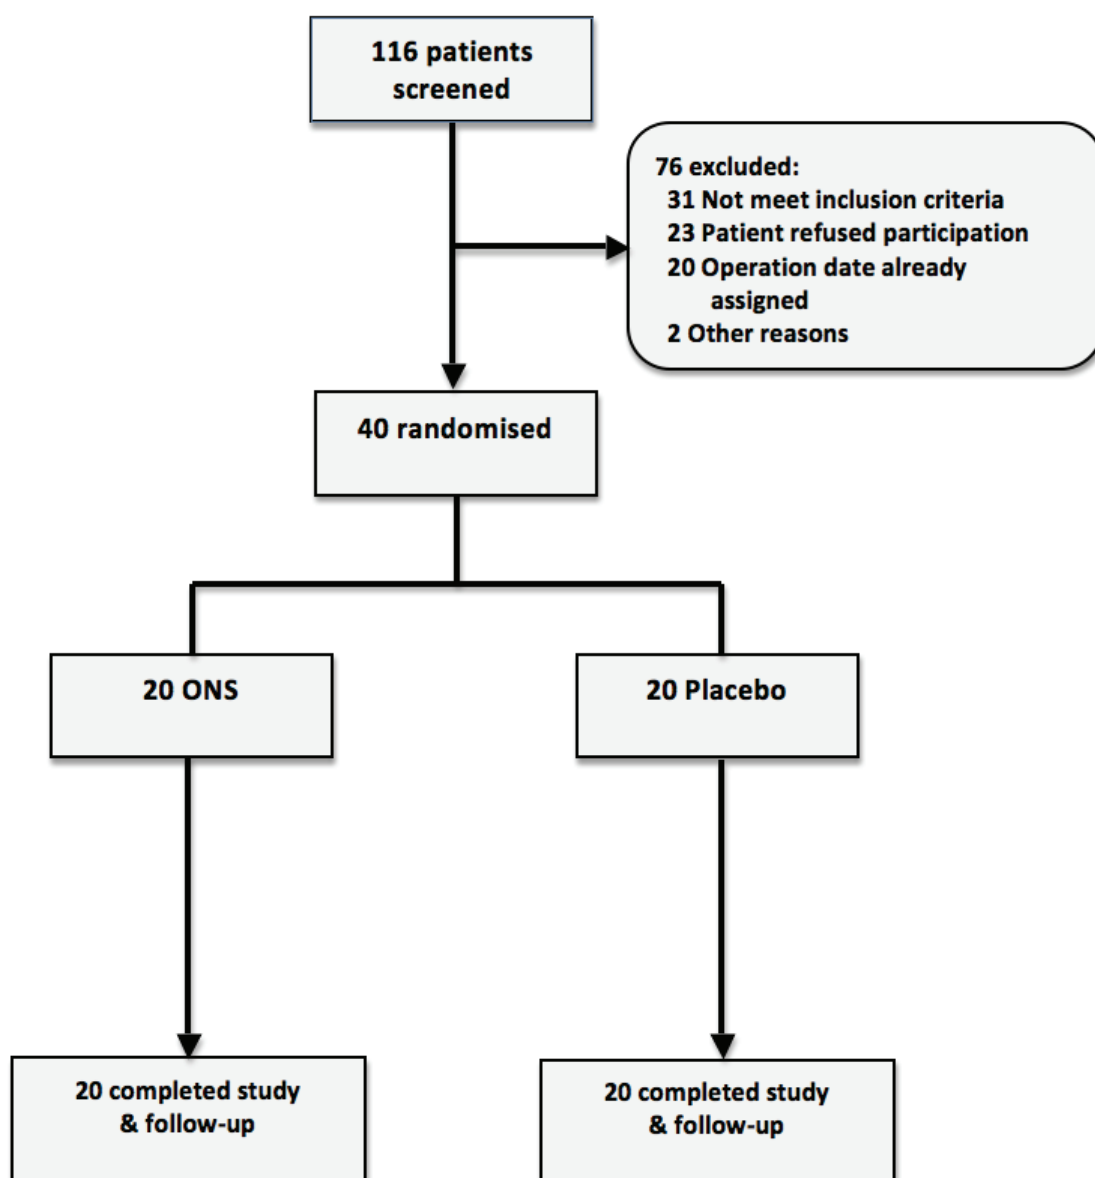 116 patients
screened
76 excluded:
31 Not meet inclusion criteria
23 Patient refused participation
20 Operation date already
assigned
2 Other reasons
40 randomised
20 ONS
20 Placebo
20 completed study
& follow-up
20 completed study
& follow-up